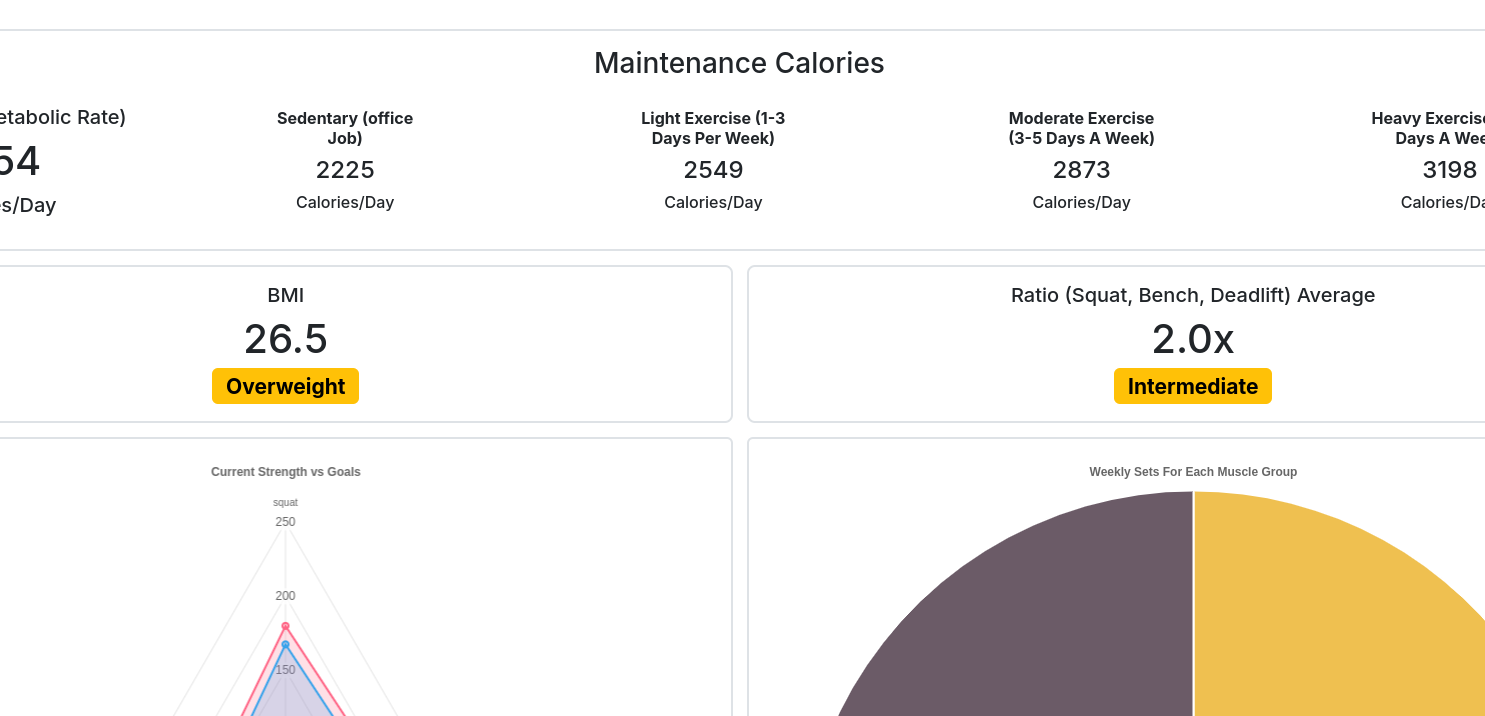 Maintenance Calories
etabolic Rate)
54
es/Day
Sedentary (office
Job)
2225
Calories/Day
Light Exercise (1-3
Days Per Week)
2549
Calories/Day
Moderate Exercise
(3-5 Days A Week)
2873
Calories/Day
Heavy Exercise
Days A Wee
3198
Calories/Da
BMI
26.5
Overweight
Ratio (Squat, Bench, Deadlift) Average
2.0x
Intermediate
Current Strength vs Goals
squat
250
200
150
Weekly Sets For Each Muscle Group